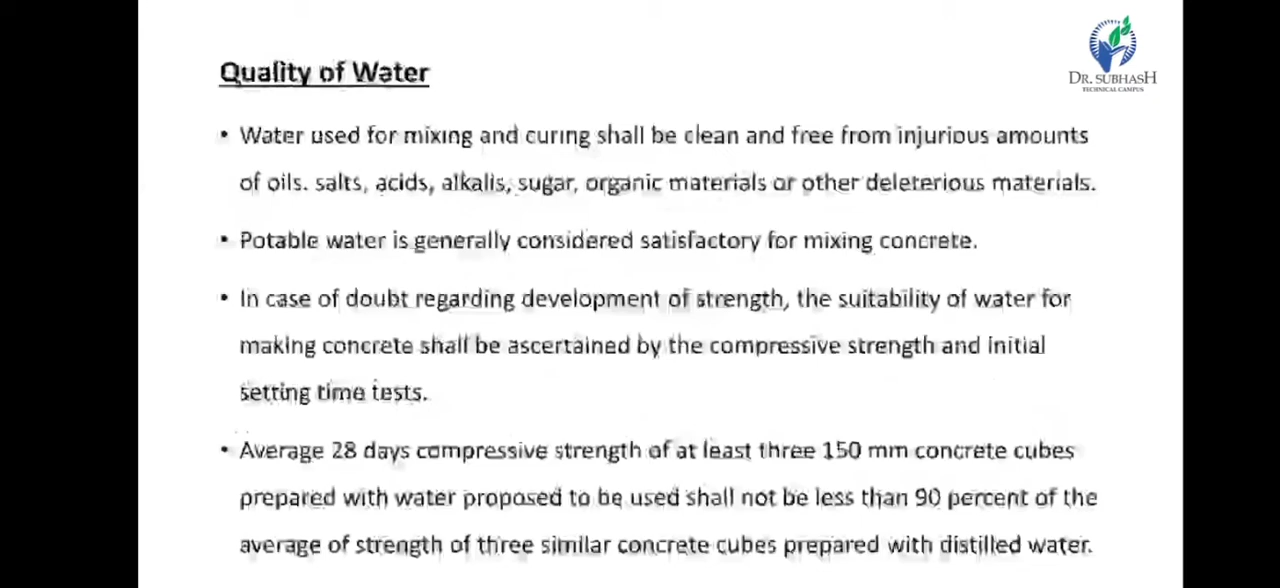 DR. SUBHASH
TECHNICAL CAMPUS
Quality of Water
• Water used for mixing and curing shall be clean and free from injurious amounts
of oils. salts, acids, alkalis, sugar, organic materials or other deleterious materials.
• Potable water is generally considered satisfactory for mixing concrete.
• In case of doubt regarding development of strength, the suitability of water for
making concrete shall be ascertained by the compressive strength and initial
setting time tests.
• Average 28 days compressive strength of at least three 150 mm concrete cubes
prepared with water proposed to be used shall not be less than 90 percent of the
average of strength of three similar concrete cubes prepared with distilled water.